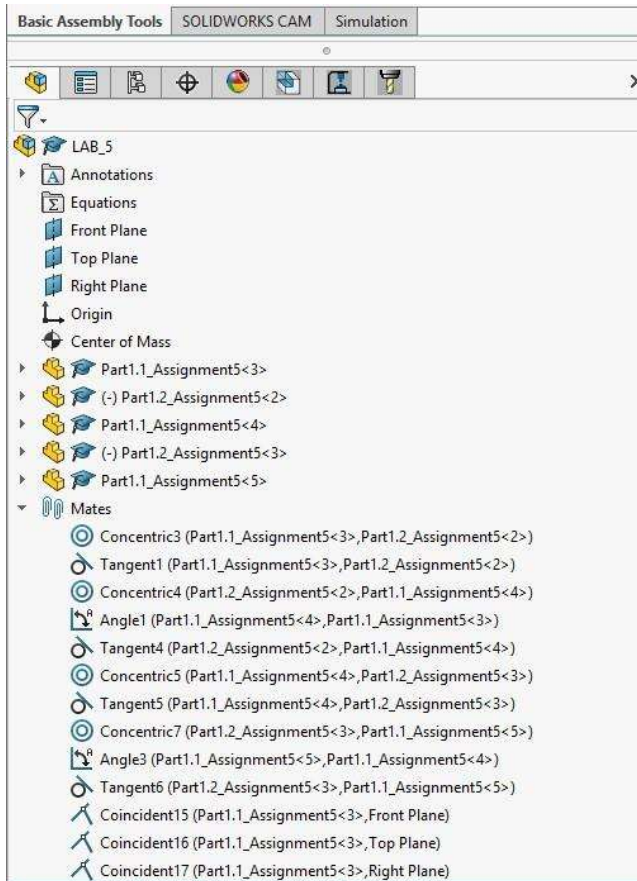 Basic Assembly Tools SOLIDWORKS CAM Simulation
LAB_5
Annotations
Equations
Front Plane
Top Plane
Right Plane
Origin
Center of Mass
Part1.1_Assignment5<3>
(-) Part1.2_Assignment5<2>
Part1.1_Assignment5<4>
(-) Part1.2_Assignment5<3>
Part1.1_Assignment5<5>
Mates
Concentric3 (Part1.1_Assignment5<3>,Part1.2_Assignment5<2>)
Tangent1 (Part1.1_Assignment5<3>,Part1.2_Assignment5<2>)
Concentric4 (Part1.2_Assignment5<2>,Part1.1_Assignment5<4>)
Angle1 (Part1.1_Assignment5<4>,Part1.1_Assignment5<3>)
Tangent4 (Part1.2_Assignment5<2>,Part1.1_Assignment5<4>)
Concentric5 (Part1.1_Assignment5<4>,Part1.2_Assignment5<3>)
Tangent5 (Part1.1_Assignment5<4>,Part1.2_Assignment5<3>)
Concentric7 (Part1.2_Assignment5<3>,Part1.1_Assignment5<5>)
Angle3 (Part1.1_Assignment5<5>,Part1.1_Assignment5<4>)
Tangent6 (Part1.2_Assignment5<3>,Part1.1_Assignment5<5>)
Coincident15 (Part1.1_Assignment5<3>,Front Plane)
Coincident16 (Part1.1_Assignment5<3>,Top Plane)
Coincident17 (Part1.1_Assignment5<3>,Right Plane)